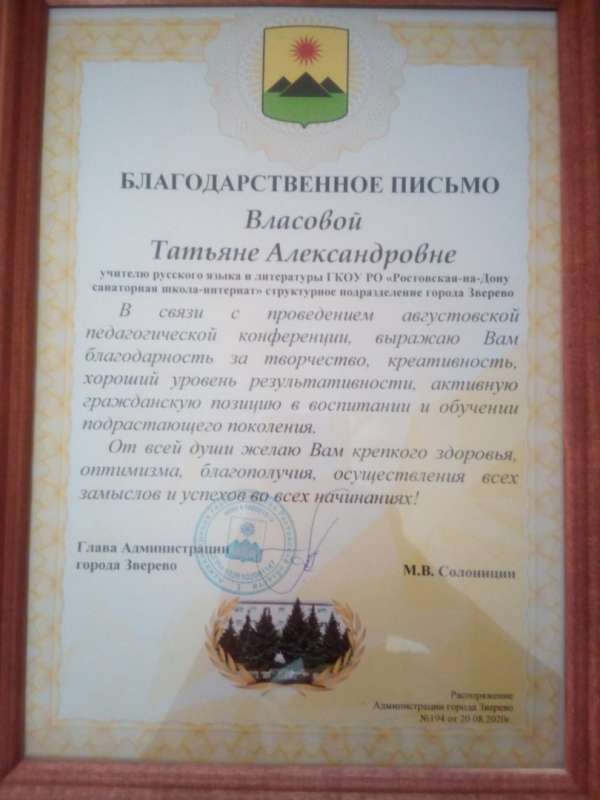 БЛАГОДАРСТВЕННОЕ ПИСЬМО
Власовой
Татьяне Александровне
учителю русского языка и литературы ГКОУ РО «Ростовская-на-Дону
санаторная школа-интернат» структурное подразделение города Зверево
В связи с проведением августовской
педагогической конференции, выражаю Вам
благодарность за творчество, креативность,
хороший уровень результативности, активную
гражданскую позицию в воспитании и обучении
подрастающего поколения.
От всей души желаю Вам крепкого здоровья,
оптимизма, благополучия, осуществления всех
замыслов и успехов во всех начинаниях!
Глава Администрации
города Зверево
М.В. Солоницин
Распоряжение
Администрации города Зверево
№194 от 20.08.2020г.